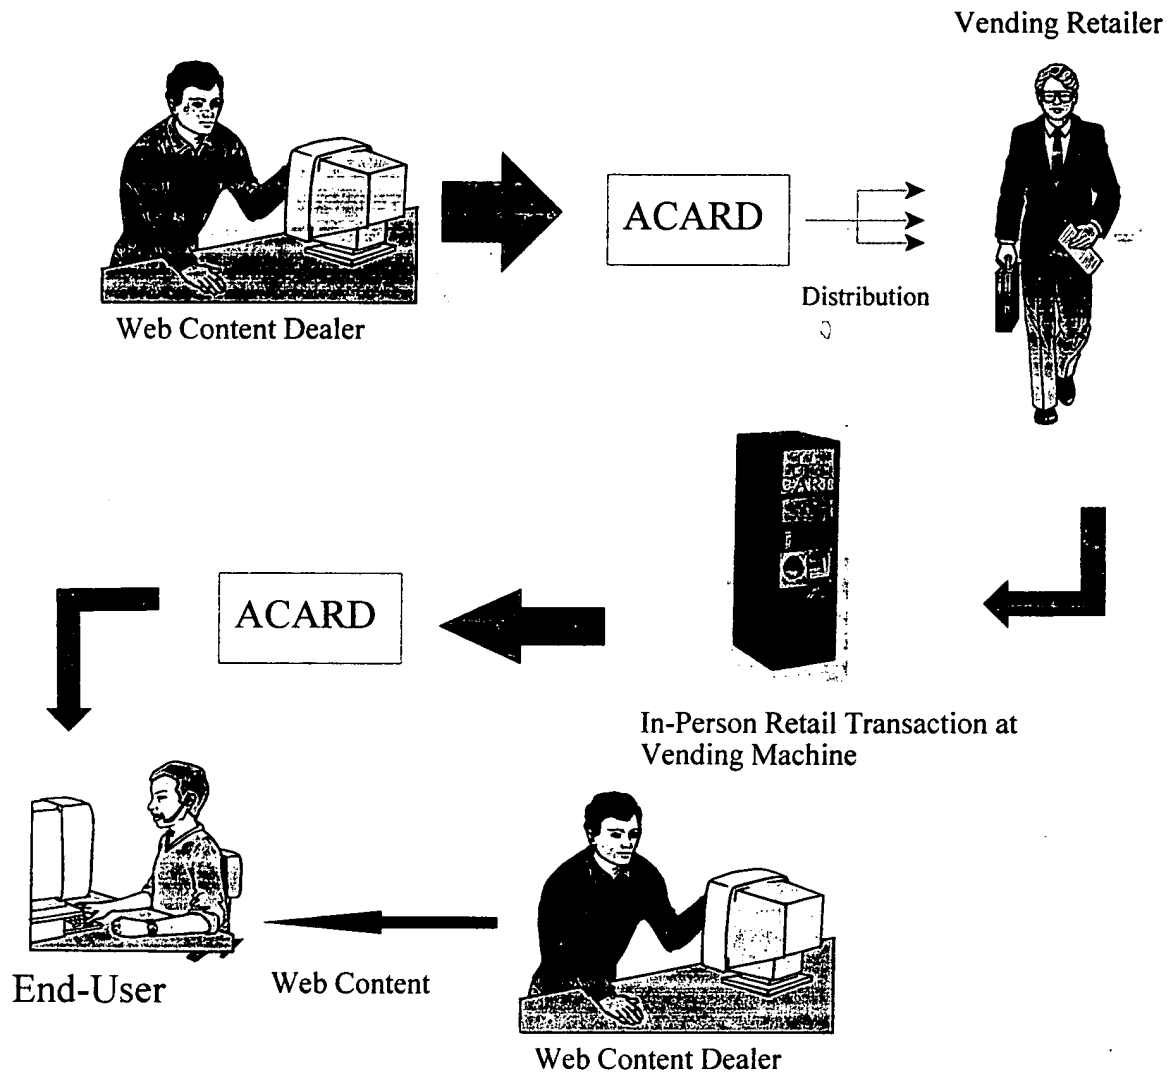 Vending Retailer
ACARD
Distribution
Web Content Dealer
CARD
ACARD
In-Person Retail Transaction at
Vending Machine
End-User
Web Content
Web Content Dealer